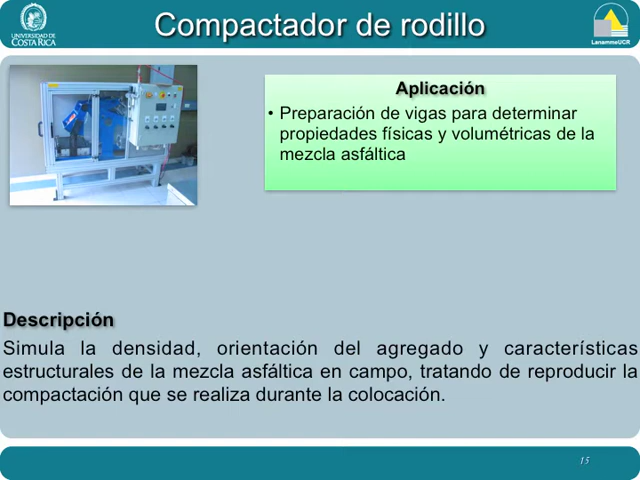 Compactador de rodillo
UNIVERSIDAD DE
COSTA RICA
LanammeUCR
Aplicación
• Preparación de vigas para determinar
propiedades físicas y volumétricas de la
mezcla asfáltica
Descripción
Simula la densidad, orientación del agregado y características
estructurales de la mezcla asfáltica en campo, tratando de reproducir la
compactación que se realiza durante la colocación.
15